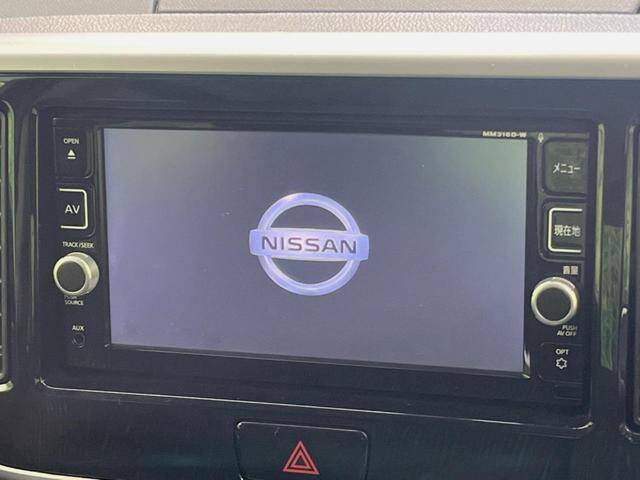 MM316D-W
OPEN
メニュー
AV
現在地
NISSAN
TRACK/SEEK
音量
PUSH
SOURCE
PUSH
AV OFF
AUX
OPT